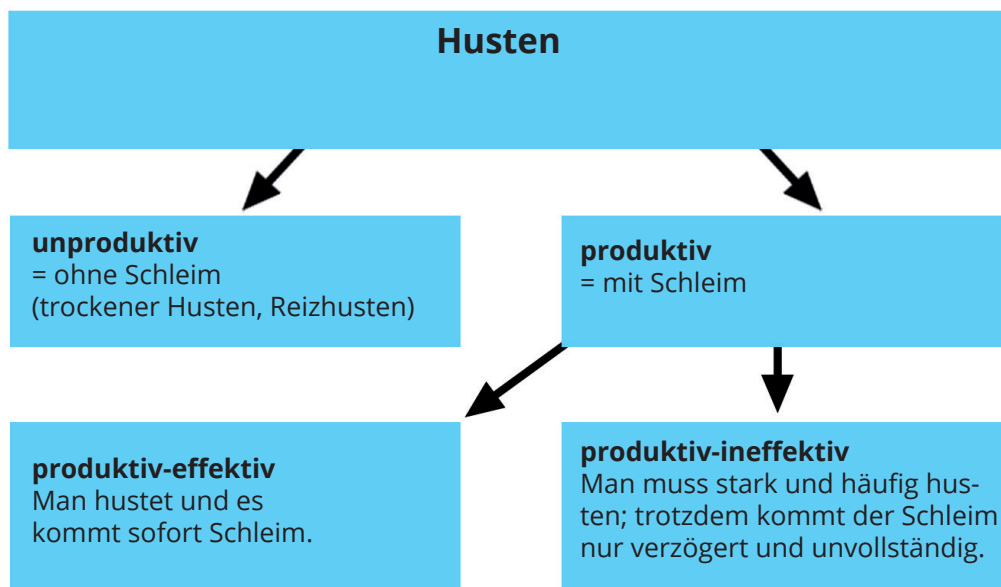 Husten
unproduktiv
= ohne Schleim
(trockener Husten, Reizhusten)
produktiv
= mit Schleim
produktiv-effektiv
Man hustet und es
kommt sofort Schleim.
produktiv-ineffektiv
Man muss stark und häufig hus-
ten; trotzdem kommt der Schleim
nur verzögert und unvollständig.